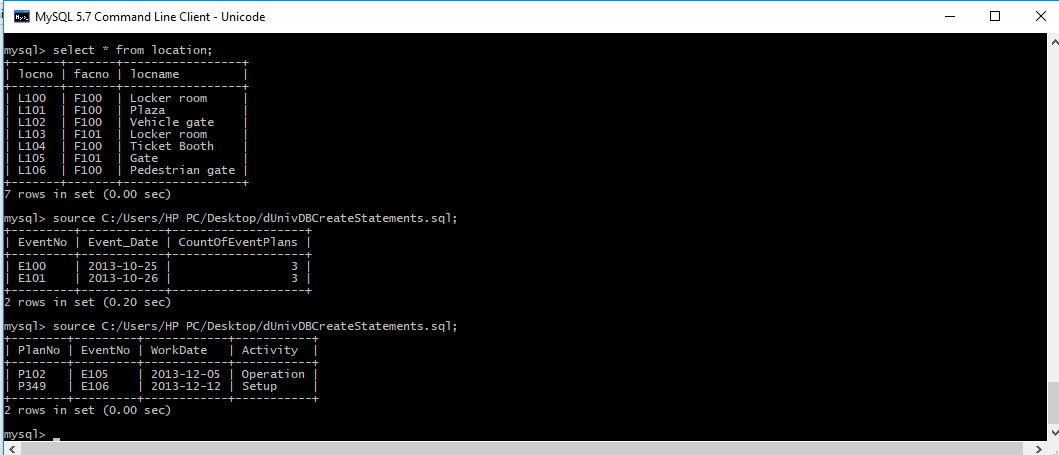 MySQL 5.7 Command Line Client - Unicode
mysql> select * from location;
+-------+-------+-----------------+
| locno | facno | locname         |
+-------+-------+-----------------+
| L100  | F100  | Locker room     |
| L101  | F100  | Plaza           |
| L102  | F100  | Vehicle gate    |
| L103  | F101  | Locker room     |
| L104  | F100  | Ticket Booth    |
| L105  | F101  | Gate            |
| L106  | F100  | Pedestrian gate |
+-------+-------+-----------------+
7 rows in set (0.00 sec)
mysql> source C:/Users/HP PC/Desktop/dUnivDBCreateStatements.sql;
+---------+------------+-------------------+
| EventNo | Event_Date | CountOfEventPlans |
+---------+------------+-------------------+
| E100    | 2013-10-25 |                 3 |
| E101    | 2013-10-26 |                 3 |
+---------+------------+-------------------+
2 rows in set (0.20 sec)
mysql> source C:/Users/HP PC/Desktop/dUnivDBCreateStatements.sql;
+--------+---------+------------+-----------+
| PlanNo | EventNo | WorkDate   | Activity  |
+--------+---------+------------+-----------+
| P102   | E105    | 2013-12-05 | Operation |
| P349   | E106    | 2013-12-12 | Setup     |
+--------+---------+------------+-----------+
2 rows in set (0.00 sec)
mysql>